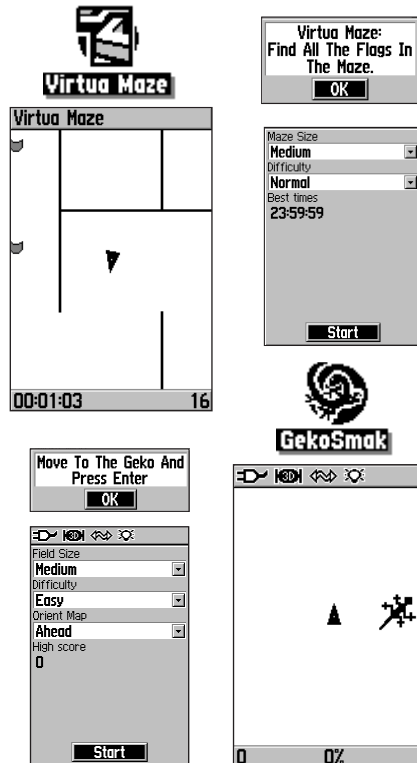 Virtua Maze
Virtua Maze
00:01:03 16
Virtua Maze:
Find All The Flags In
The Maze.
OK
Maze Size
Medium
Difficulty
Normal
Best times
23:59:59
Start
GekoSmak
Move To The Geko And
Press Enter
OK
3D
Field Size
Medium
Difficulty
Easy
Orient Map
Ahead
High score
0
Start
3D
0 0%